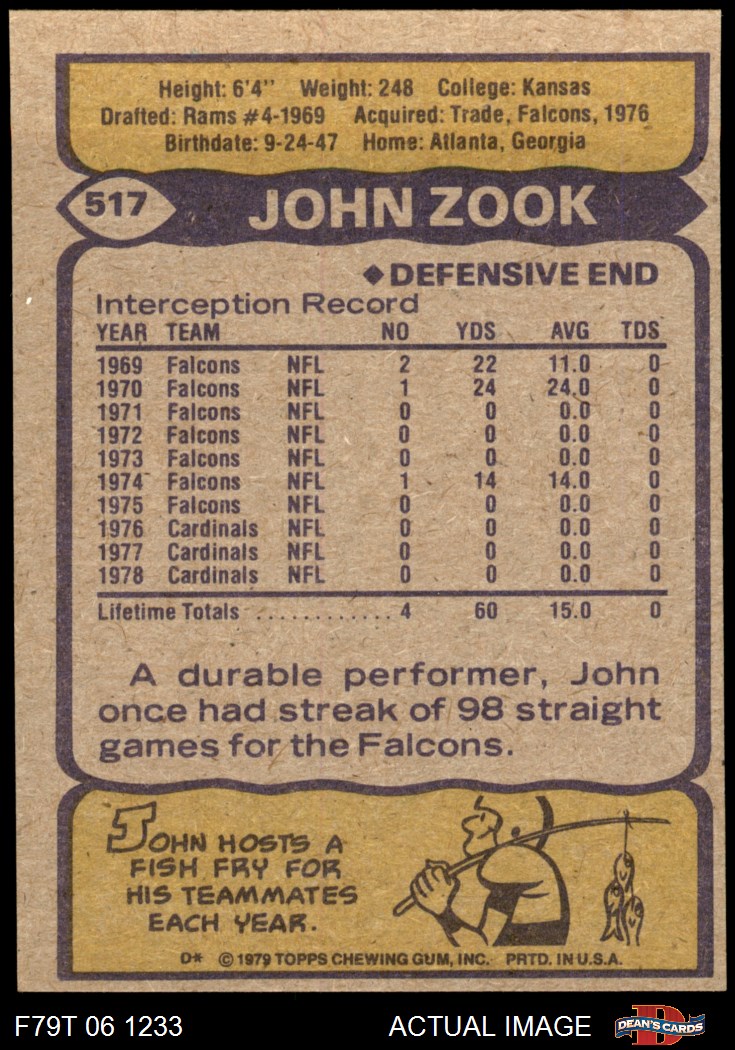 Height: 6'4" Weight: 248 College: Kansas
Drafted: Rams #4-1969 Acquired: Trade, Falcons, 1976
Birthdate: 9-24-47 Home: Atlanta, Georgia
517 JOHN ZOOK
◆DEFENSIVE END
Interception Record
YEAR TEAM NO YDS AVG TDS
1969 Falcons NFL 2 22 11.0 0
1970 Falcons NFL 1 24 24.0 0
1971 Falcons NFL 0 0 0.0 0
1972 Falcons NFL 0 0 0.0 0
1973 Falcons NFL 0 0 0.0 0
1974 Falcons NFL 1 14 14.0 0
1975 Falcons NFL 0 0 0.0 0
1976 Cardinals NFL 0 0 0.0 0
1977 Cardinals NFL 0 0 0.0 0
1978 Cardinals NFL 0 0 0.0 0
Lifetime Totals ............ 4 60 15.0 0
A durable performer, John
once had streak of 98 straight
games for the Falcons.
JOHN HOSTS A
FISH FRY FOR
HIS TEAMMATES
EACH YEAR.
D* © 1979 TOPPS CHEWING GUM, INC. PRTD. IN U.S.A.
F79T 06 1233 ACTUAL IMAGE DEAN'S CARDS